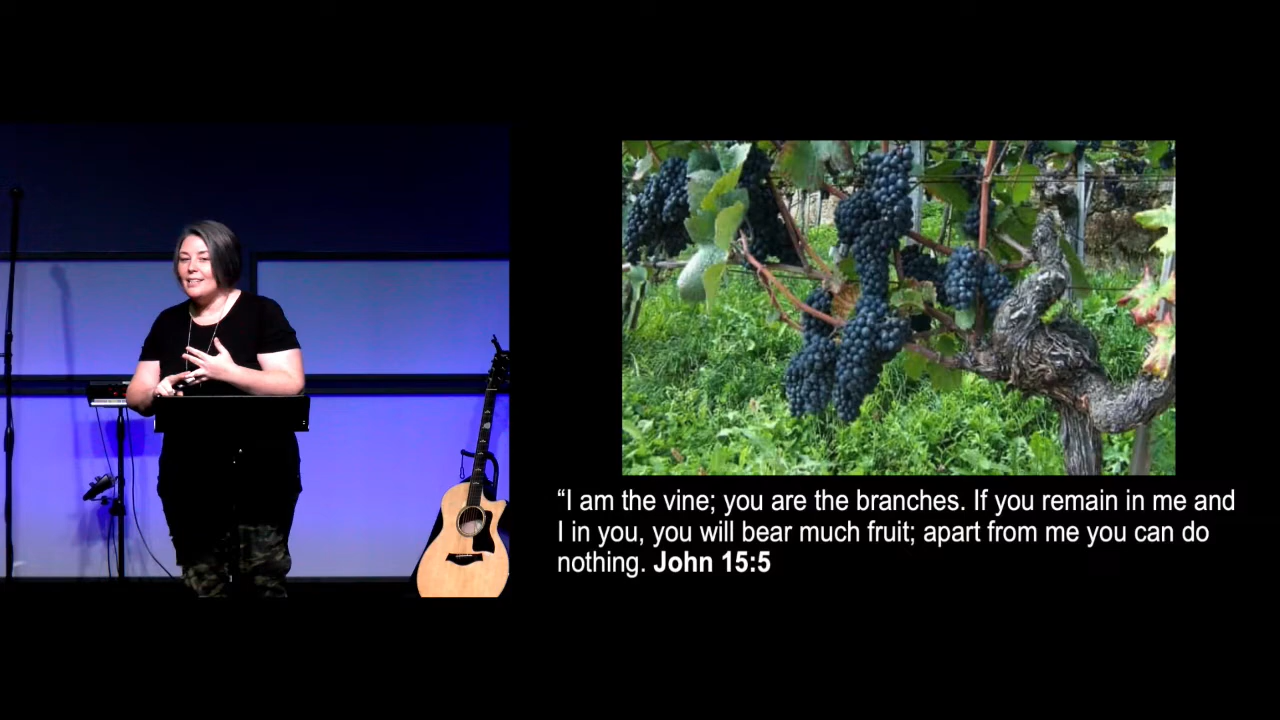 “I am the vine; you are the branches. If you remain in me and
I in you, you will bear much fruit; apart from me you can do
nothing. John 15:5